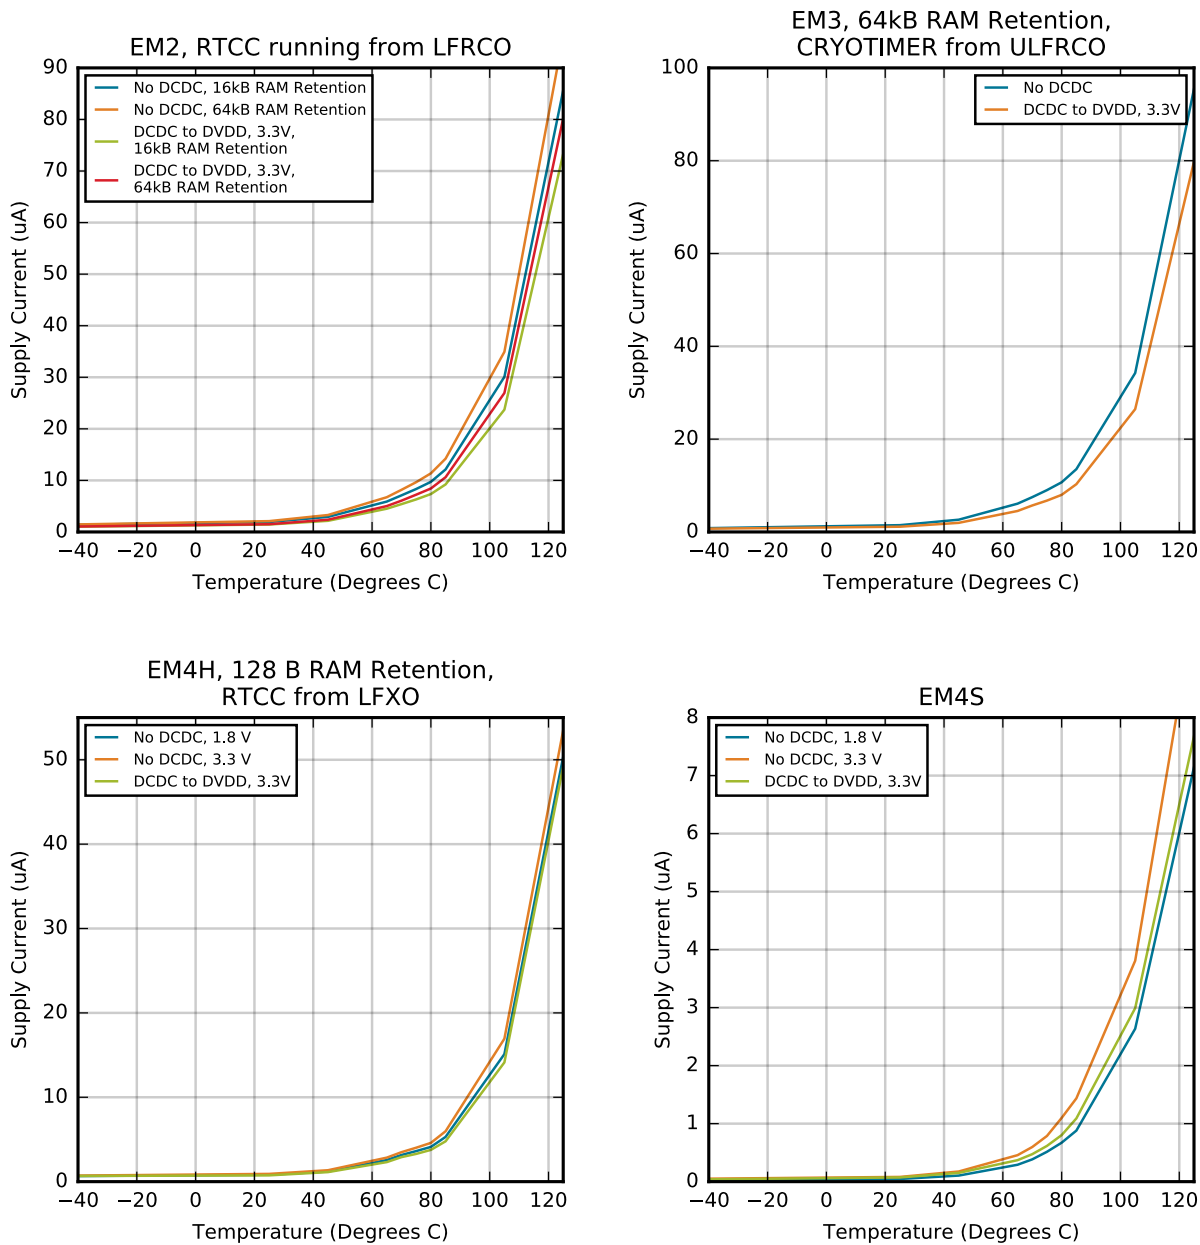 EM2, RTCC running from LFRCO
90
80
70
60
50
40
30
20
10
0
Supply Current (uA)
No DCDC, 16kB RAM Retention
No DCDC, 64kB RAM Retention
DCDC to DVDD, 3.3V,
16kB RAM Retention
DCDC to DVDD, 3.3V,
64kB RAM Retention
−40 −20 0 20 40 60 80 100 120
Temperature (Degrees C)
EM3, 64kB RAM Retention,
CRYOTIMER from ULFRCO
100
80
60
40
20
0
Supply Current (uA)
No DCDC
DCDC to DVDD, 3.3V
−40 −20 0 20 40 60 80 100 120
Temperature (Degrees C)
EM4H, 128 B RAM Retention,
RTCC from LFXO
50
40
30
20
10
0
Supply Current (uA)
No DCDC, 1.8 V
No DCDC, 3.3 V
DCDC to DVDD, 3.3V
−40 −20 0 20 40 60 80 100 120
Temperature (Degrees C)
EM4S
8
7
6
5
4
3
2
1
0
Supply Current (uA)
No DCDC, 1.8 V
No DCDC, 3.3 V
DCDC to DVDD, 3.3V
−40 −20 0 20 40 60 80 100 120
Temperature (Degrees C)